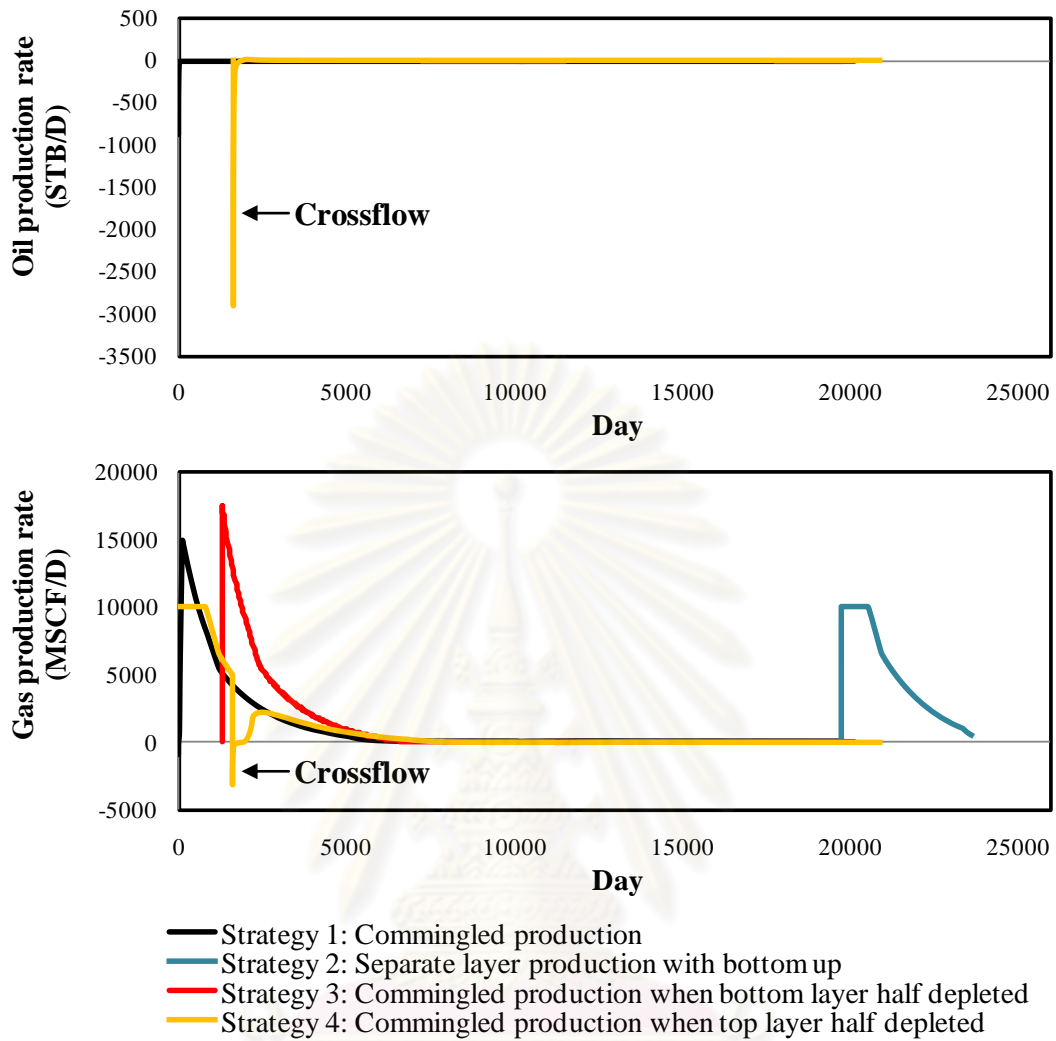 500
0
-500
-1000
-1500
-2000
-2500
-3000
-3500
Oil production rate
(STB/D)
Crossflow
0 5000 10000 15000 20000 25000
Day
20000
15000
10000
5000
0
-5000
Gas production rate
(MSCF/D)
Crossflow
0 5000 10000 15000 20000 25000
Day
Strategy 1: Commingled production
Strategy 2: Separate layer production with bottom up
Strategy 3: Commingled production when bottom layer half depleted
Strategy 4: Commingled production when top layer half depleted